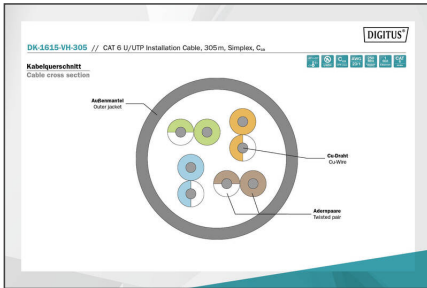 DIGITUS®
DK-1615-VH-305 // CAT 6 U/UTP Installation Cable, 305 m, Simplex, Cca
Kabelquerschnitt
Cable cross section
Außenmantel
Outer jacket
Cu-Draht
Cu-Wire
Adernpaare
Twisted pair